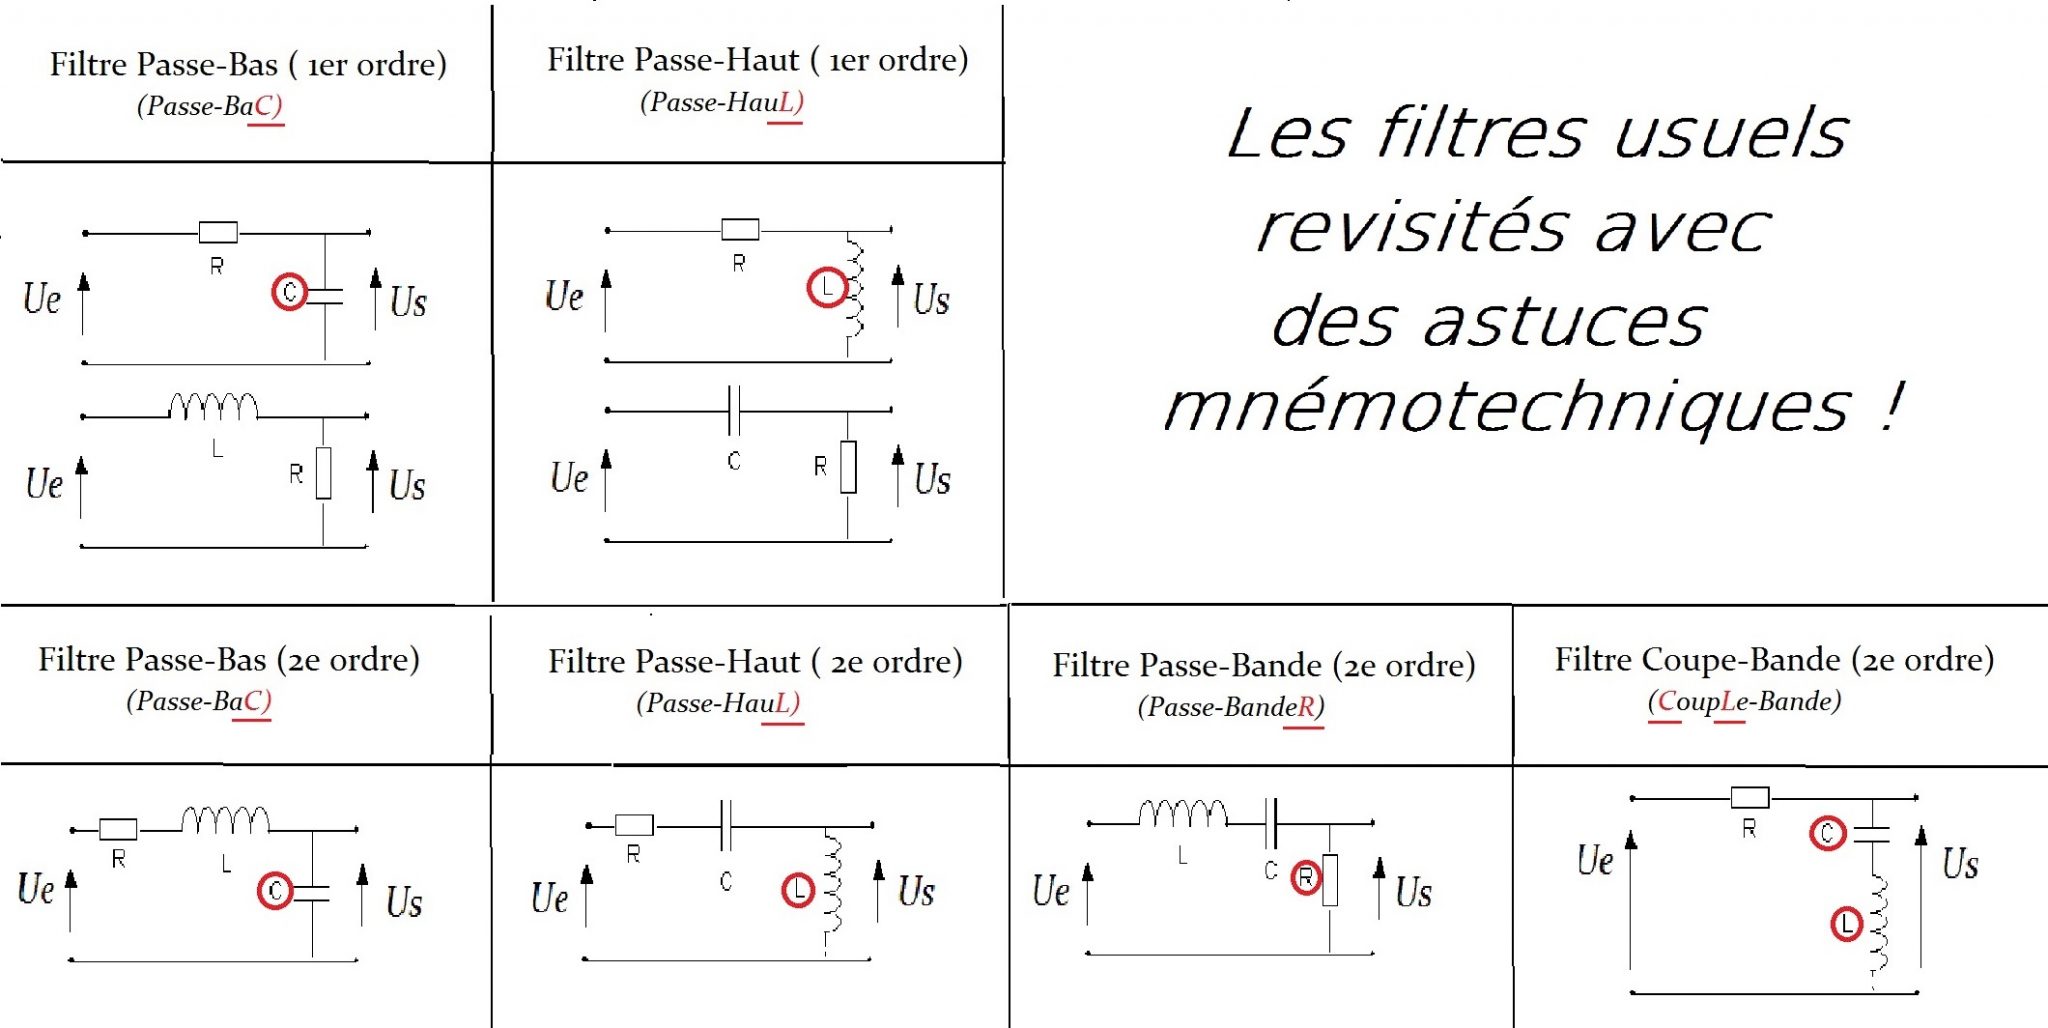 Filtre Passe-Bas ( 1er ordre)
(Passe-BaC)
Filtre Passe-Haut ( 1er ordre)
(Passe-HauL)
Les filtres usuels
revisités avec
des astuces
mnémotechniques !
R
C
Ue
Us
L
R
Ue
Us
R
L
Ue
Us
C
R
Ue
Us
Filtre Passe-Bas (2e ordre)
(Passe-BaC)
Filtre Passe-Haut ( 2e ordre)
(Passe-HauL)
Filtre Passe-Bande (2e ordre)
(Passe-BandeR)
Filtre Coupe-Bande (2e ordre)
(CoupLe-Bande)
R
L
C
Ue
Us
R
C
L
Ue
Us
L
C
R
Ue
Us
R
C
L
Ue
Us